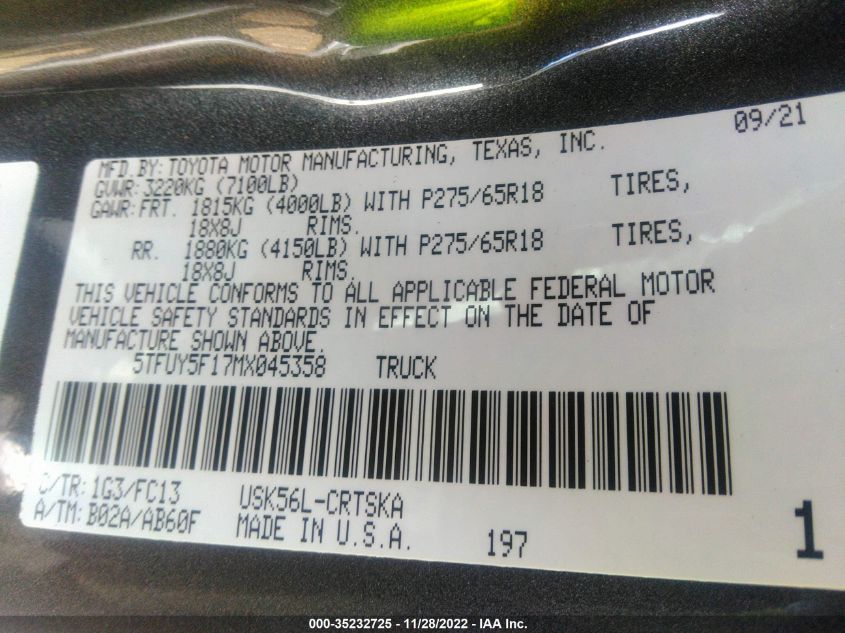 09/21
MFD.BY: TOYOTA MOTOR MANUFACTURING, TEXAS, INC.
GVWR: 3220KG (7100LB)
GAWR: FRT. 1815KG (4000LB) WITH P275/65R18 TIRES,
18X8J RIMS.
RR. 1880KG (4150LB) WITH P275/65R18 TIRES,
18X8J RIMS.
THIS VEHICLE CONFORMS TO ALL APPLICABLE FEDERAL MOTOR
VEHICLE SAFETY STANDARDS IN EFFECT ON THE DATE OF
MANUFACTURE SHOWN ABOVE.
5TFUY5F17MX045358 TRUCK
C/TR: 1G3/FC13 USK56L-CRTSKA
A/TM: B02A/AB60F MADE IN U.S.A. 197 1
000-35232725 - 11/28/2022 - IAA Inc.